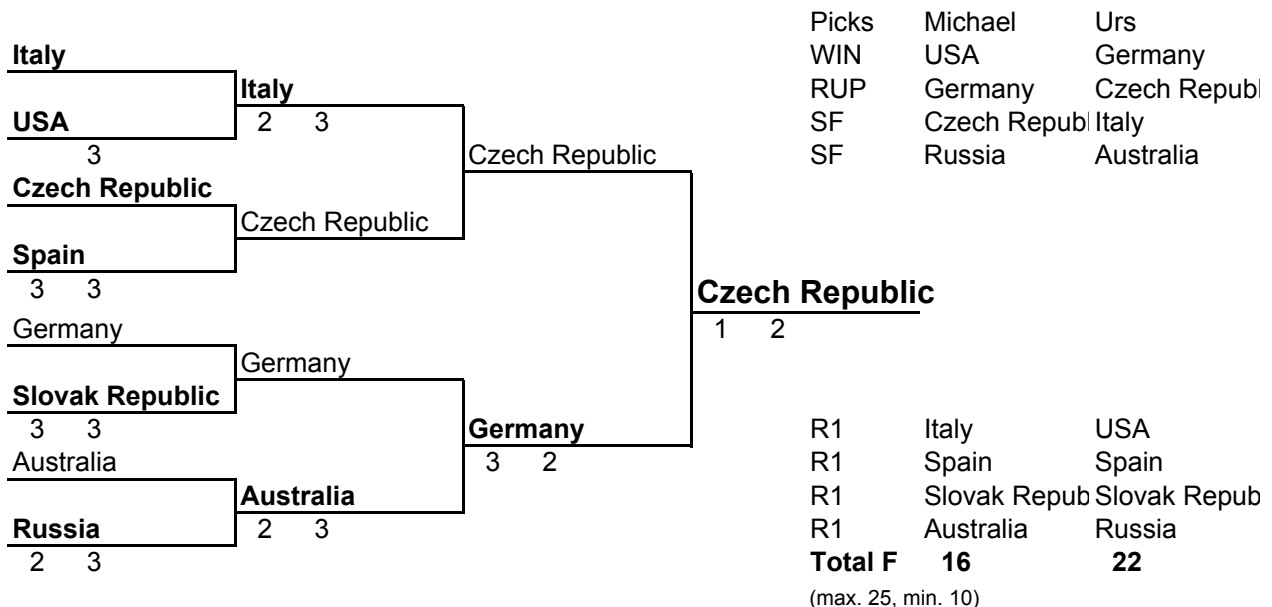 Picks Michael Urs
Italy
WIN USA Germany
Italy
RUP Germany Czech Republ
USA
2 3
SF Czech Republ Italy
3
Czech Republic
SF Russia Australia
Czech Republic
Czech Republic
Spain
3 3
Czech Republic
1 2
Germany
Germany
Slovak Republic
3 3
Germany
R1 Italy USA
Australia
3 2
R1 Spain Spain
Australia
R1 Slovak Repub Slovak Repub
Russia
2 3
R1 Australia Russia
2 3
Total F 16 22
(max. 25, min. 10)